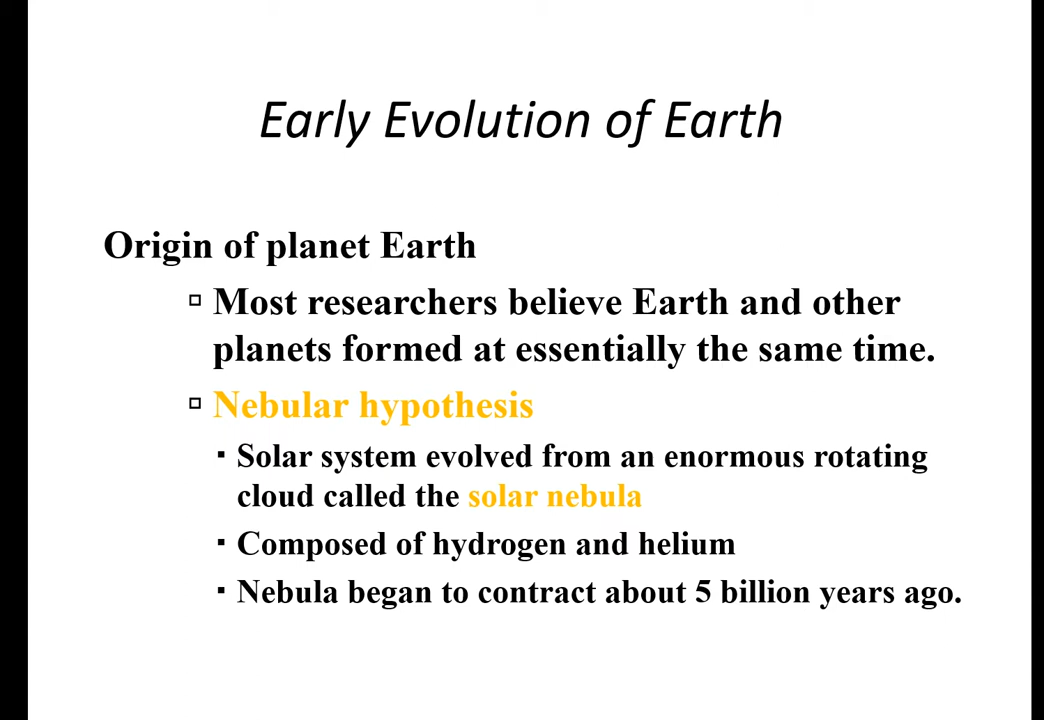 Early Evolution of Earth
Origin of planet Earth
Most researchers believe Earth and other
planets formed at essentially the same time.
Nebular hypothesis
Solar system evolved from an enormous rotating
cloud called the solar nebula
Composed of hydrogen and helium
Nebula began to contract about 5 billion years ago.